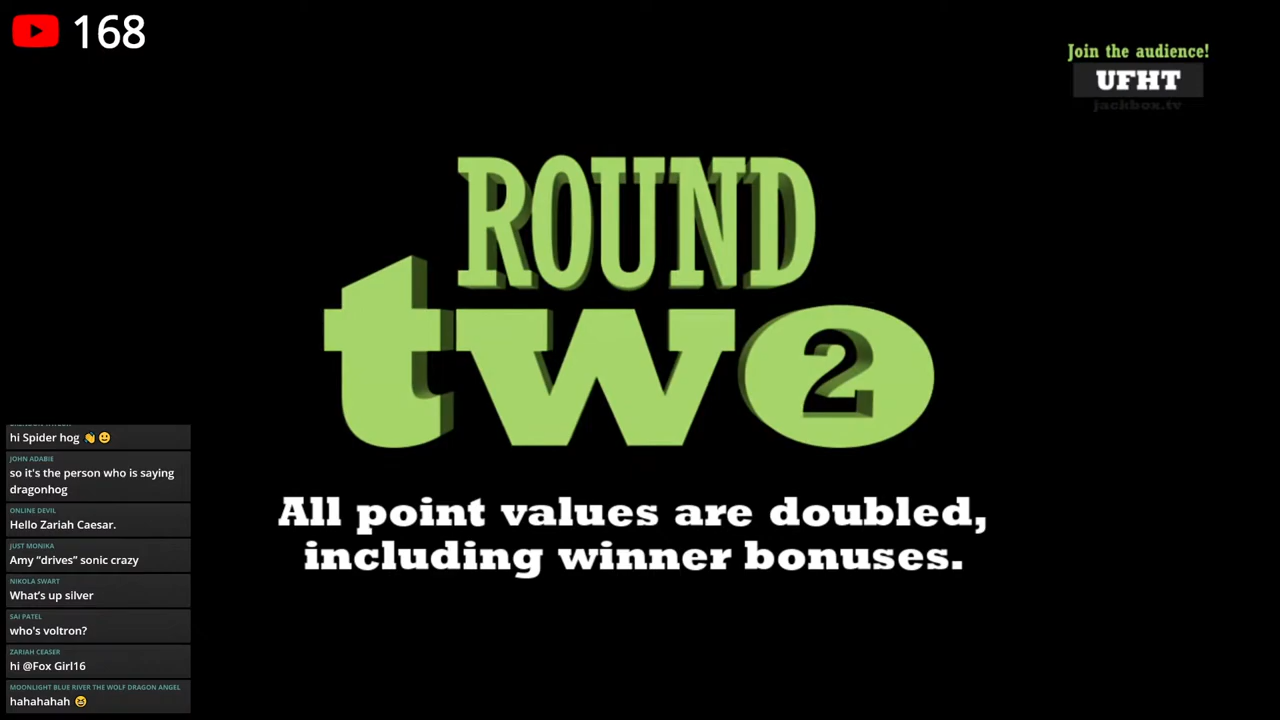 168
Join the audience!
UFHT
jackbox.tv
ROUND
two
2
All point values are doubled,
including winner bonuses.
hi Spider hog 👋🙂
JOHN ADABIE
so it's the person who is saying
dragonhog
ONLINE DEVIL
Hello Zariah Caesar.
JUST MONIKA
Amy “drives” sonic crazy
NIKOLA SWART
What's up silver
SAI PATEL
who's voltron?
ZARIAH CEASER
hi @Fox Girl16
MOONLIGHT BLUE RIVER THE WOLF DRAGON ANGEL
hahahahah 😆